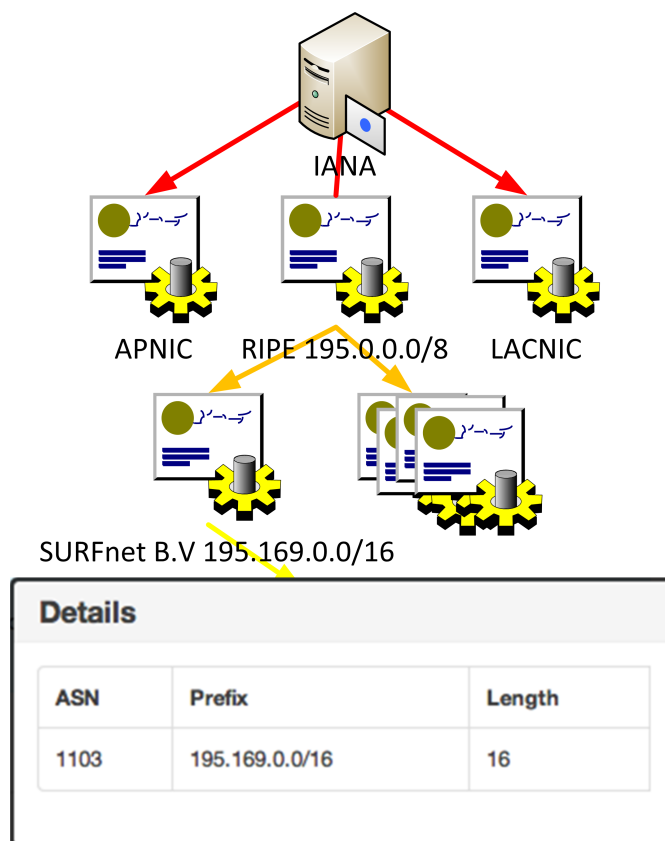 IANA
APNIC
RIPE 195.0.0.0/8
LACNIC
SURFnet B.V 195.169.0.0/16
Details
ASN Prefix Length
1103 195.169.0.0/16 16